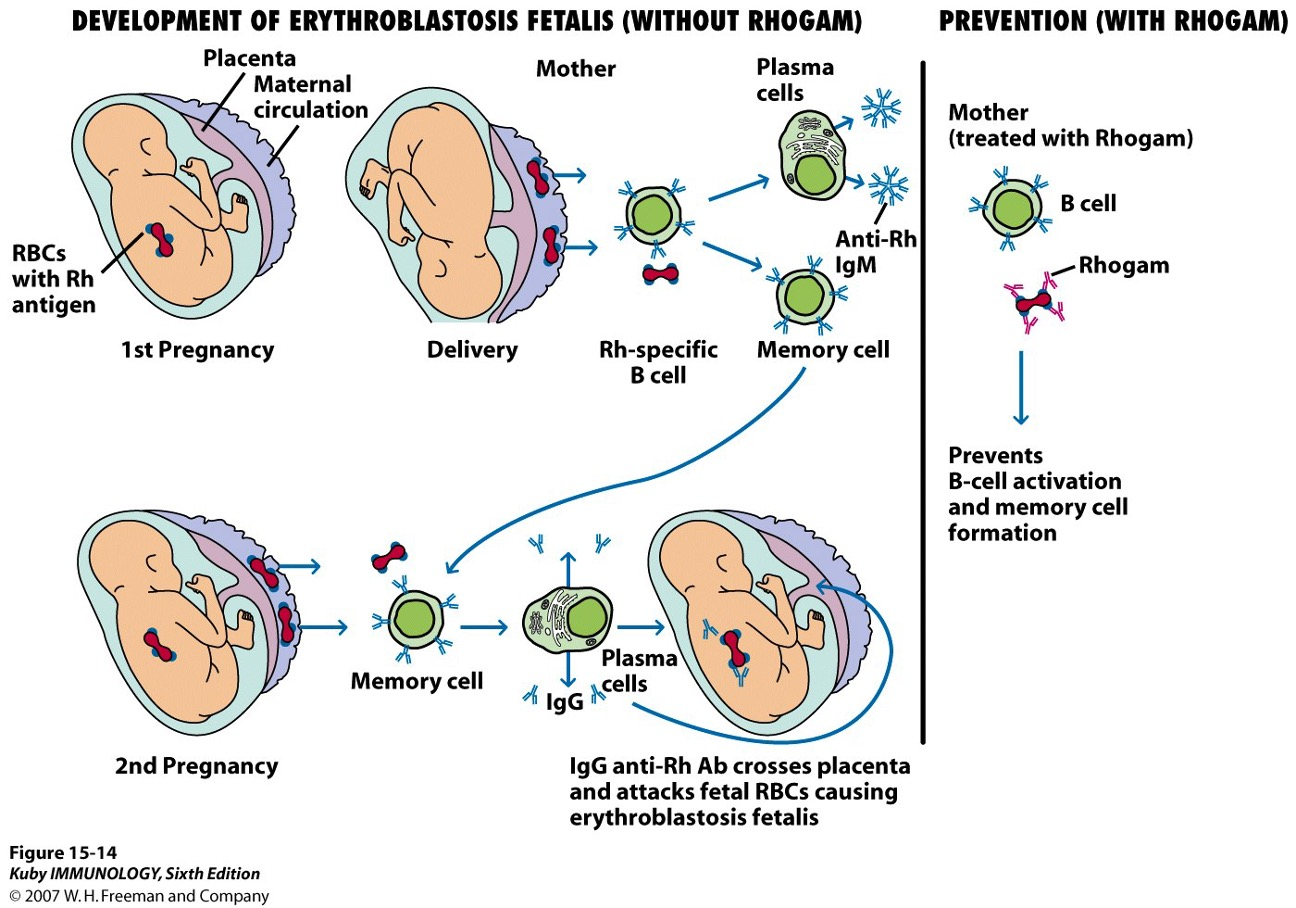 DEVELOPMENT OF ERYTHROBLASTOSIS FETALIS (WITHOUT RHOGAM)
Placenta
Maternal
circulation
Mother
Plasma
cells
RBCs
with Rh
antigen
Anti-Rh
IgM
1st Pregnancy
Delivery
Rh-specific
B cell
Memory cell
2nd Pregnancy
Memory cell
Plasma
cells
IgG
IgG anti-Rh Ab crosses placenta
and attacks fetal RBCs causing
erythroblastosis fetalis
PREVENTION (WITH RHOGAM)
Mother
(treated with Rhogam)
B cell
Rhogam
Prevents
B-cell activation
and memory cell
formation
Figure 15-14
Kuby IMMUNOLOGY, Sixth Edition
© 2007 W. H. Freeman and Company